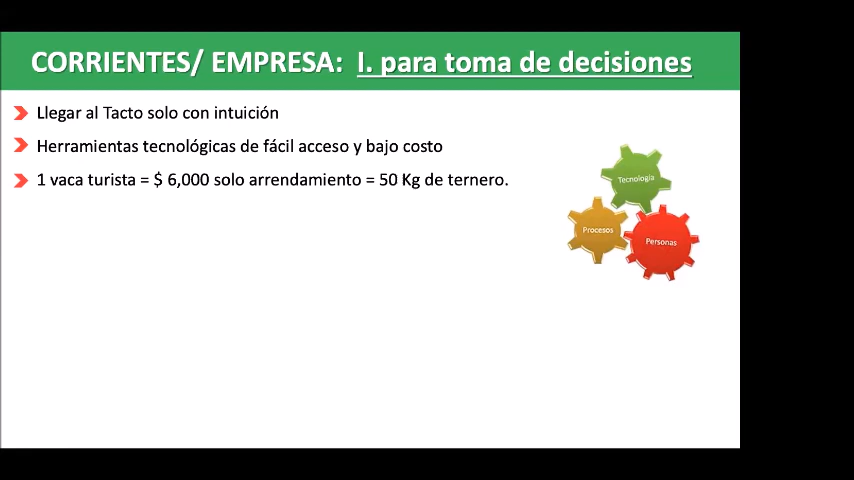 CORRIENTES/ EMPRESA: I. para toma de decisiones
Llegar al Tacto solo con intuición
Herramientas tecnológicas de fácil acceso y bajo costo
1 vaca turista = $ 6,000 solo arrendamiento = 50 Kg de ternero.
Tecnología
Procesos
Personas